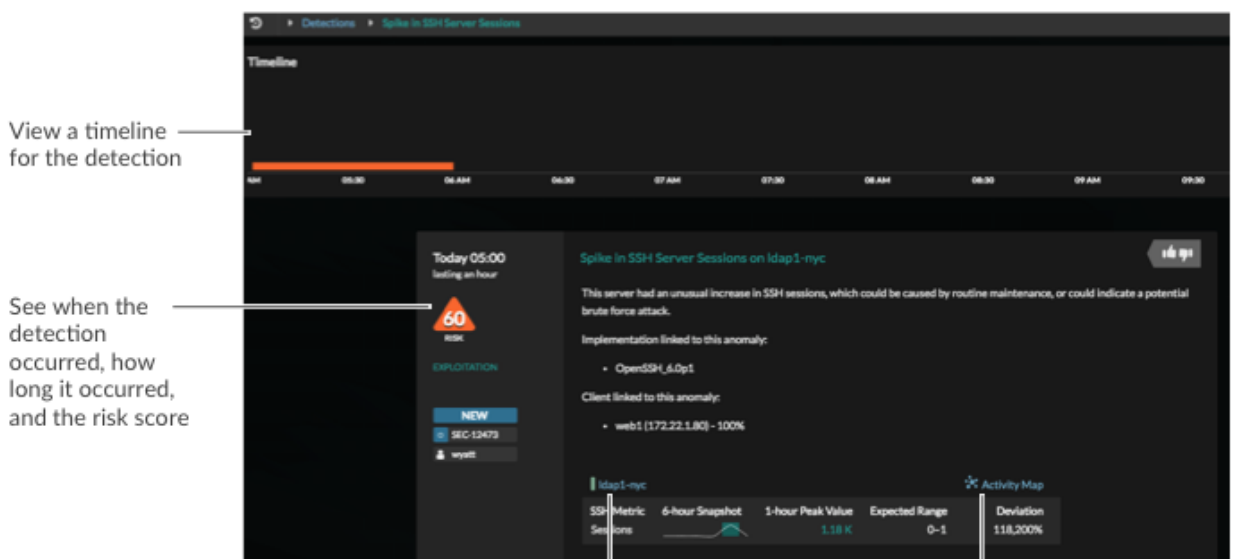 Detections Spike in SSH Server Sessions
Timeline
View a timeline
for the detection
AM 05:30 06 AM 06:30 07 AM 07:30 08 AM 08:30 09 AM 09:30
Today 05:00
lasting an hour
60
RISK
EXPLOITATION
NEW
SEC-12473
wyatt
See when the
detection
occurred, how
long it occurred,
and the risk score
Spike in SSH Server Sessions on ldap1-nyc
This server had an unusual increase in SSH sessions, which could be caused by routine maintenance, or could indicate a potential
brute force attack.
Implementation linked to this anomaly:
• OpenSSH_6.0p1
Client linked to this anomaly:
• web1 (172.22.1.80) - 100%
ldap1-nyc Activity Map
SSH Metric 6-hour Snapshot 1-hour Peak Value Expected Range Deviation
Sessions 1.18 K 0–1 118,200%